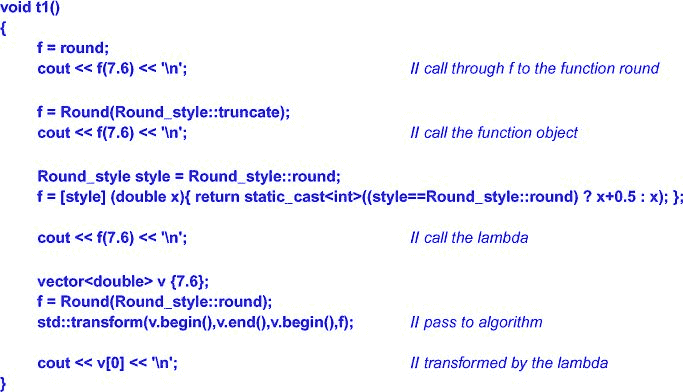 void t1()
{
f = round;
cout << f(7.6) << '\n'; // call through f to the function round
f = Round(Round_style::truncate);
cout << f(7.6) << '\n'; // call the function object
Round_style style = Round_style::round;
f = [style] (double x){ return static_cast<int>((style==Round_style::round) ? x+0.5 : x); };
cout << f(7.6) << '\n'; // call the lambda
vector<double> v {7.6};
f = Round(Round_style::round);
std::transform(v.begin(),v.end(),v.begin(),f); // pass to algorithm
cout << v[0] << '\n'; // transformed by the lambda
}